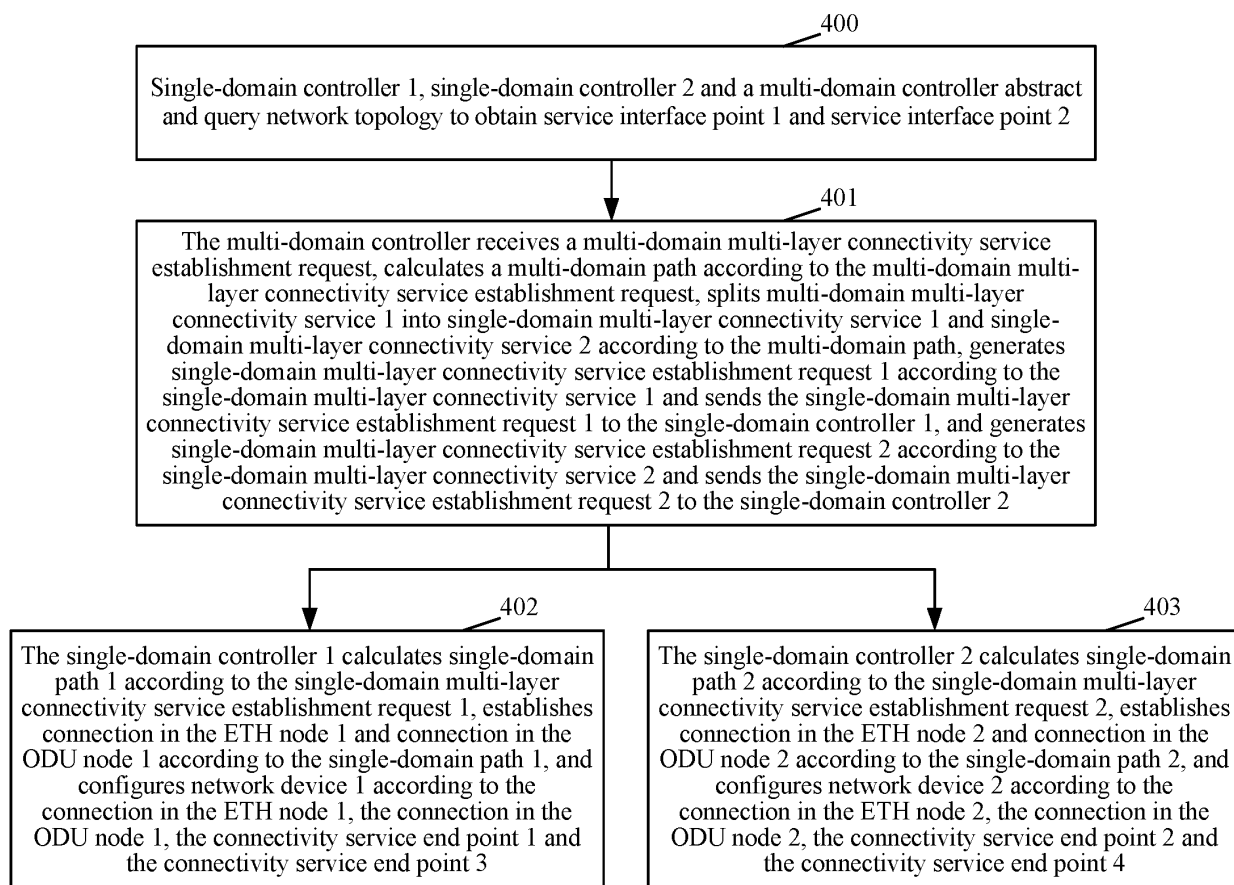 400
Single-domain controller 1, single-domain controller 2 and a multi-domain controller abstract
and query network topology to obtain service interface point 1 and service interface point 2
401
The multi-domain controller receives a multi-domain multi-layer connectivity service
establishment request, calculates a multi-domain path according to the multi-domain multi-
layer connectivity service establishment request, splits multi-domain multi-layer
connectivity service 1 into single-domain multi-layer connectivity service 1 and single-
domain multi-layer connectivity service 2 according to the multi-domain path, generates
single-domain multi-layer connectivity service establishment request 1 according to the
single-domain multi-layer connectivity service 1 and sends the single-domain multi-layer
connectivity service establishment request 1 to the single-domain controller 1, and generates
single-domain multi-layer connectivity service establishment request 2 according to the
single-domain multi-layer connectivity service 2 and sends the single-domain multi-layer
connectivity service establishment request 2 to the single-domain controller 2
402
The single-domain controller 1 calculates single-domain
path 1 according to the single-domain multi-layer
connectivity service establishment request 1, establishes
connection in the ETH node 1 and connection in the
ODU node 1 according to the single-domain path 1, and
configures network device 1 according to the
connection in the ETH node 1, the connection in the
ODU node 1, the connectivity service end point 1 and
the connectivity service end point 3
403
The single-domain controller 2 calculates single-domain
path 2 according to the single-domain multi-layer
connectivity service establishment request 2, establishes
connection in the ETH node 2 and connection in the
ODU node 2 according to the single-domain path 2, and
configures network device 2 according to the
connection in the ETH node 2, the connection in the
ODU node 2, the connectivity service end point 2 and
the connectivity service end point 4